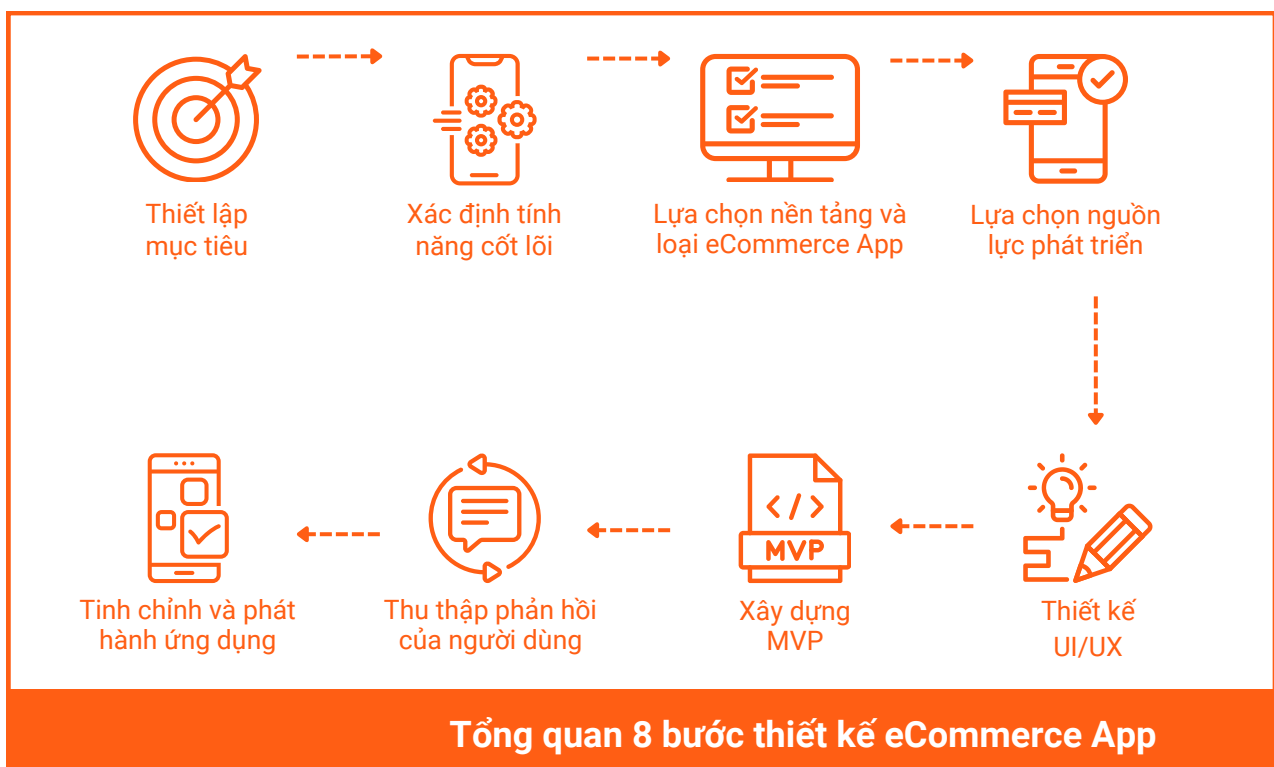 Thiết lập
mục tiêu
Xác định tính
năng cốt lõi
Lựa chọn nền tảng và
loại eCommerce App
Lựa chọn nguồn
lực phát triển
Thiết kế
UI/UX
</>
MVP
Xây dựng
MVP
Thu thập phản hồi
của người dùng
Tinh chỉnh và phát
hành ứng dụng
Tổng quan 8 bước thiết kế eCommerce App